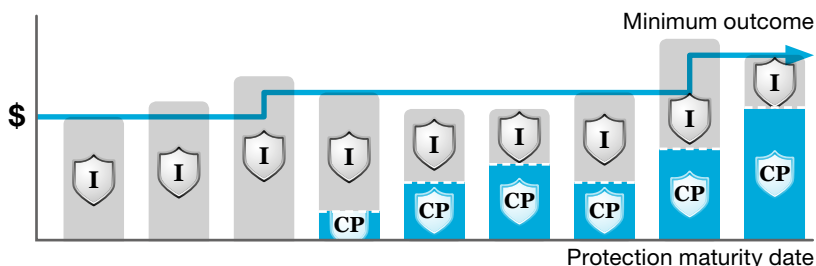 Minimum outcome
$
I I I I I I I I I
CP CP CP CP CP CP
Protection maturity date